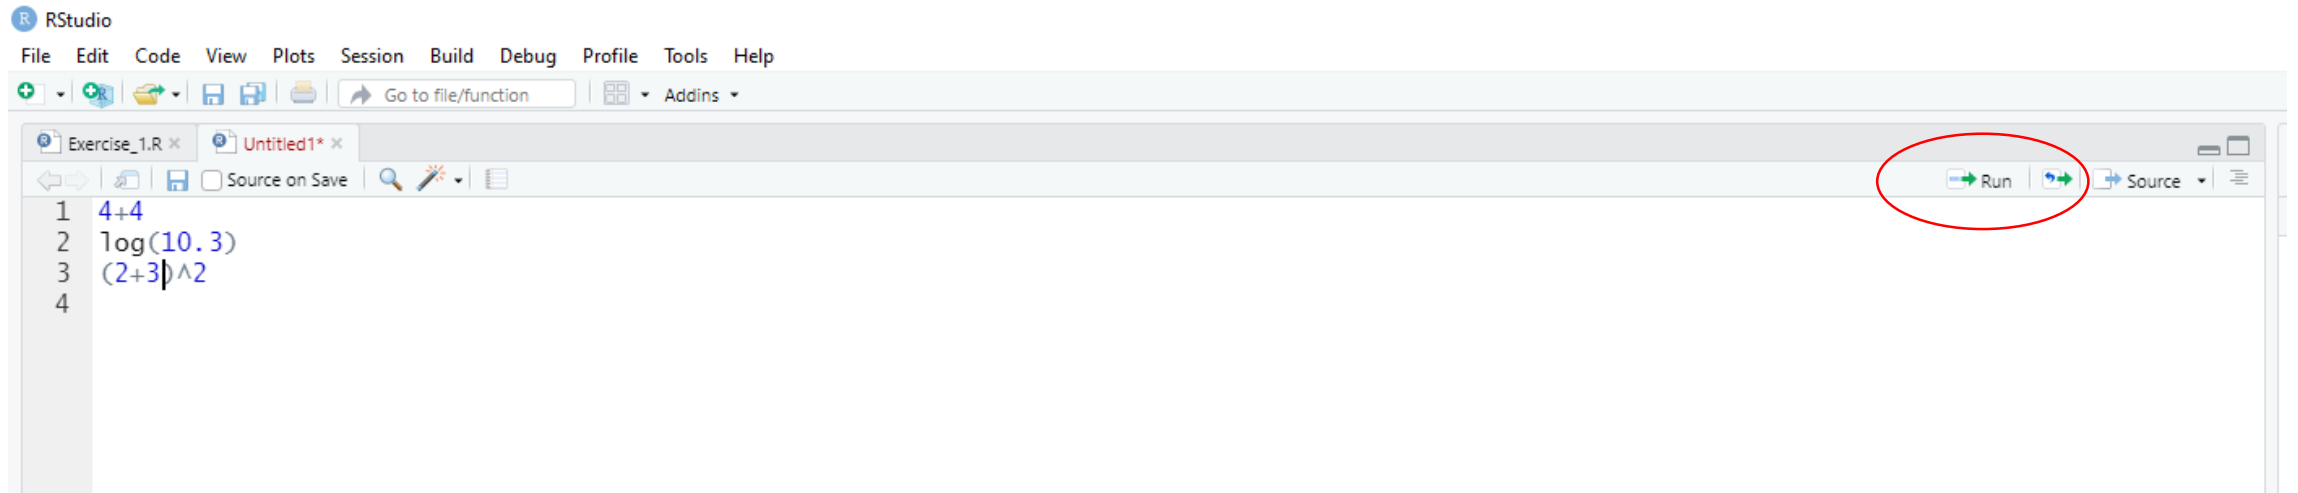 R RStudio
File Edit Code View Plots Session Build Debug Profile Tools Help
Go to file/function Addins
Exercise_1.R Untitled1*
Source on Save Run Source
1 4+4
2 log(10.3)
3 (2+3)^2
4